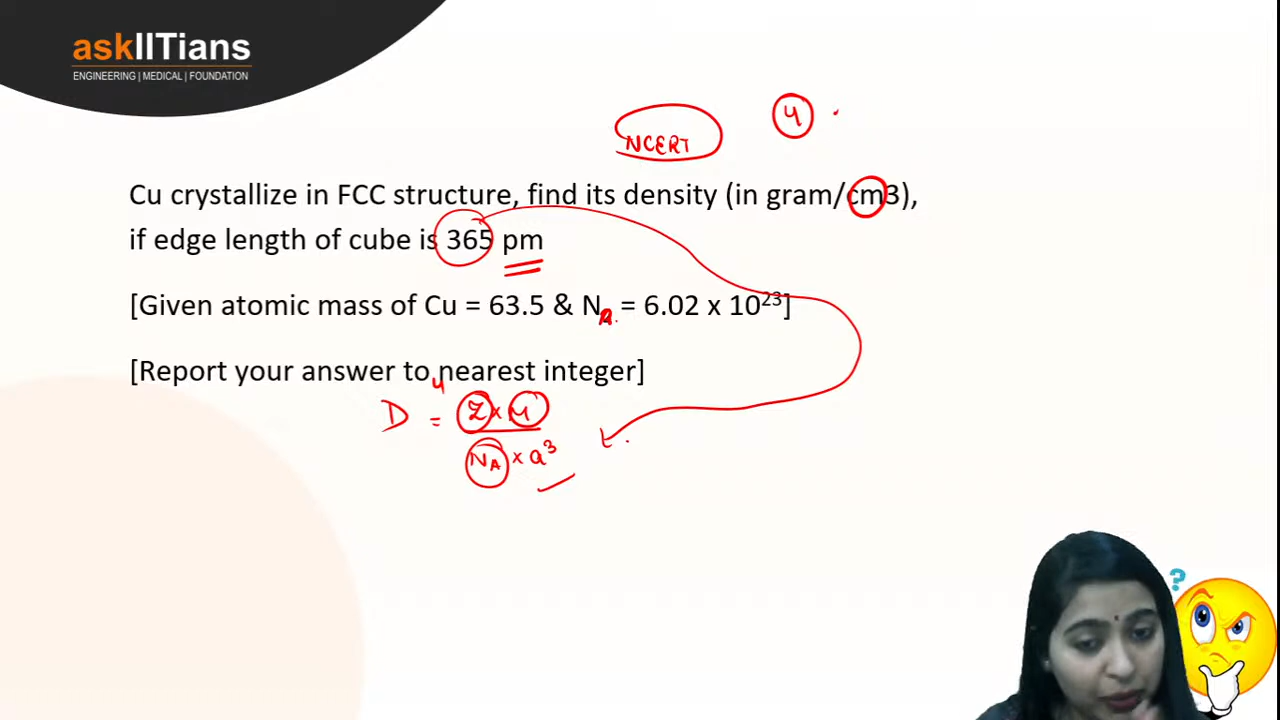 askIITians
ENGINEERING | MEDICAL | FOUNDATION
NCERT 4
Cu crystallize in FCC structure, find its density (in gram/cm3),
if edge length of cube is 365 pm
[Given atomic mass of Cu = 63.5 & NA = 6.02 x 10²³]
[Report your answer to nearest integer]
4
D = Z × M
NA × a³
?